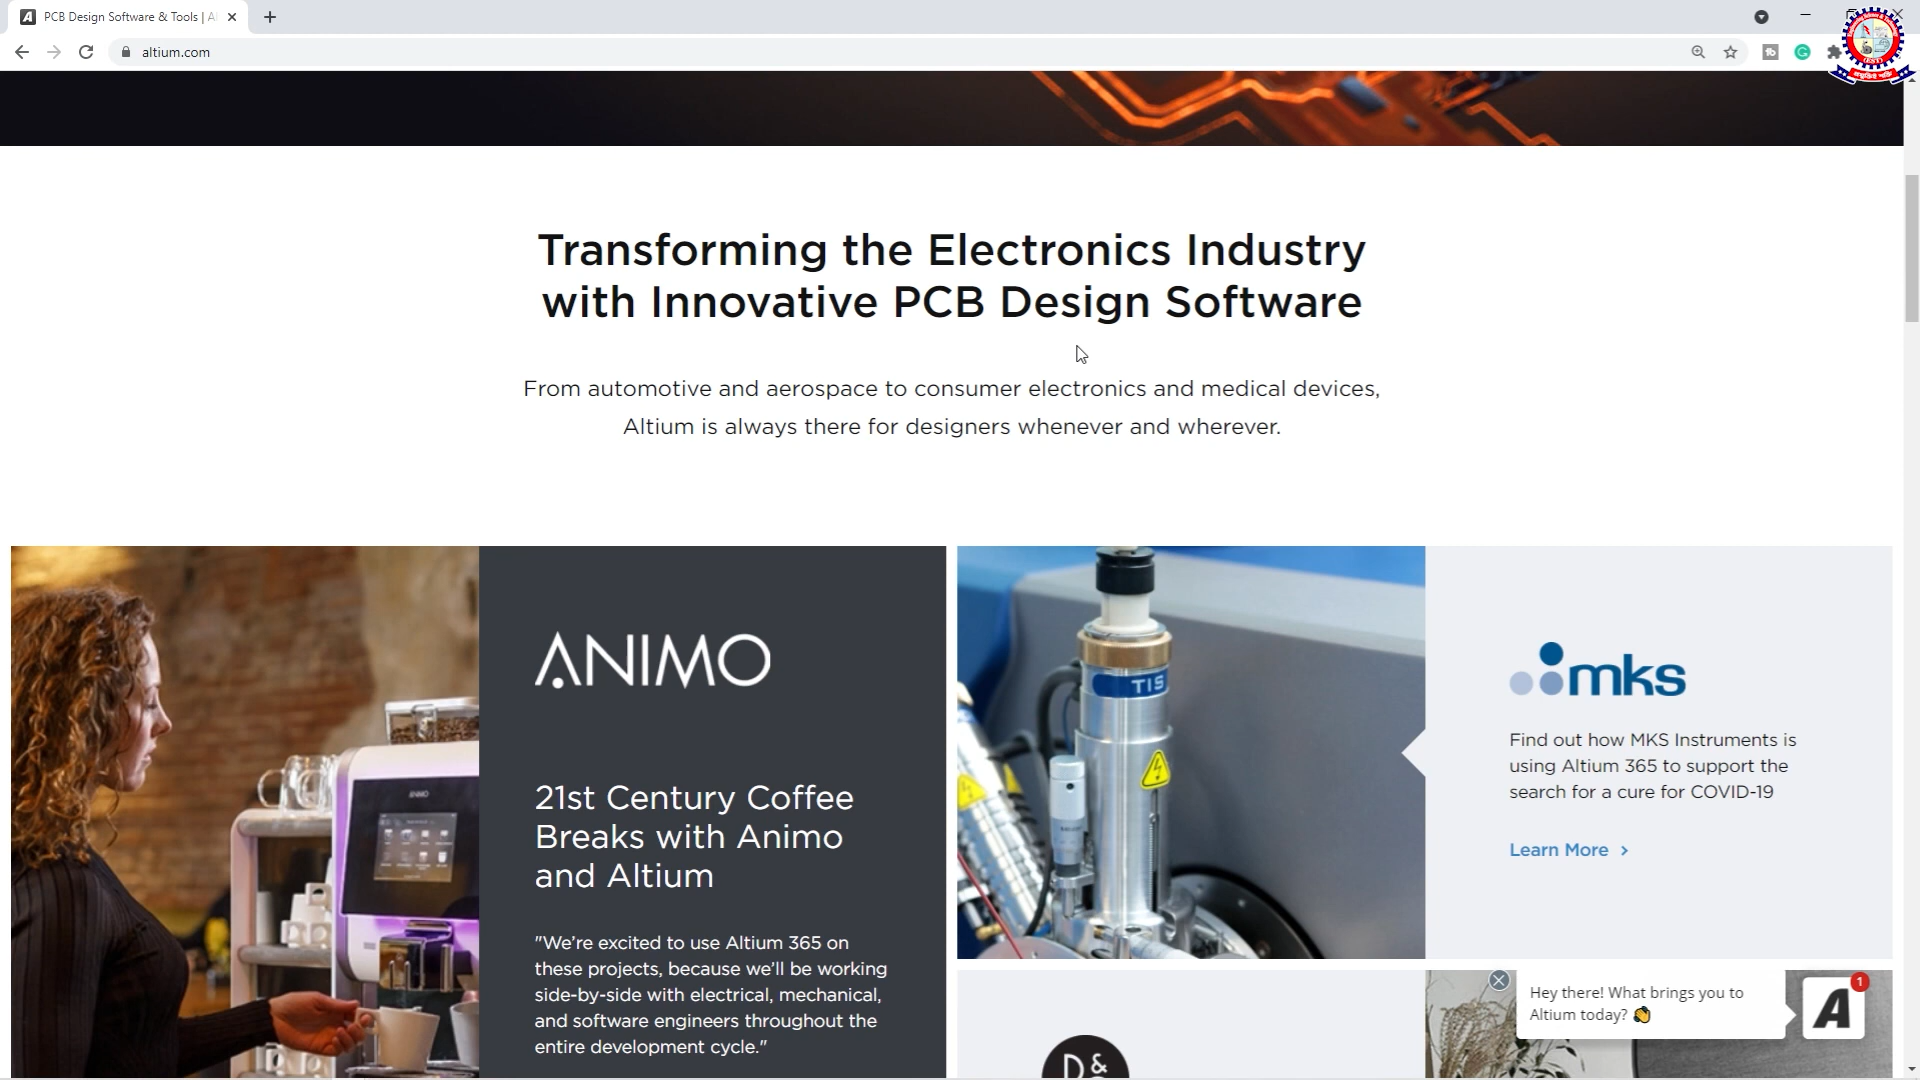 PCB Design Software & Tools | A
altium.com
Transforming the Electronics Industry
with Innovative PCB Design Software
From automotive and aerospace to consumer electronics and medical devices,
Altium is always there for designers whenever and wherever.
ANIMO
21st Century Coffee
Breaks with Animo
and Altium
"We're excited to use Altium 365 on
these projects, because we'll be working
side-by-side with electrical, mechanical,
and software engineers throughout the
entire development cycle."
TIS
mks
Find out how MKS Instruments is
using Altium 365 to support the
search for a cure for COVID-19
Learn More
D &
Hey there! What brings you to
Altium today?
1